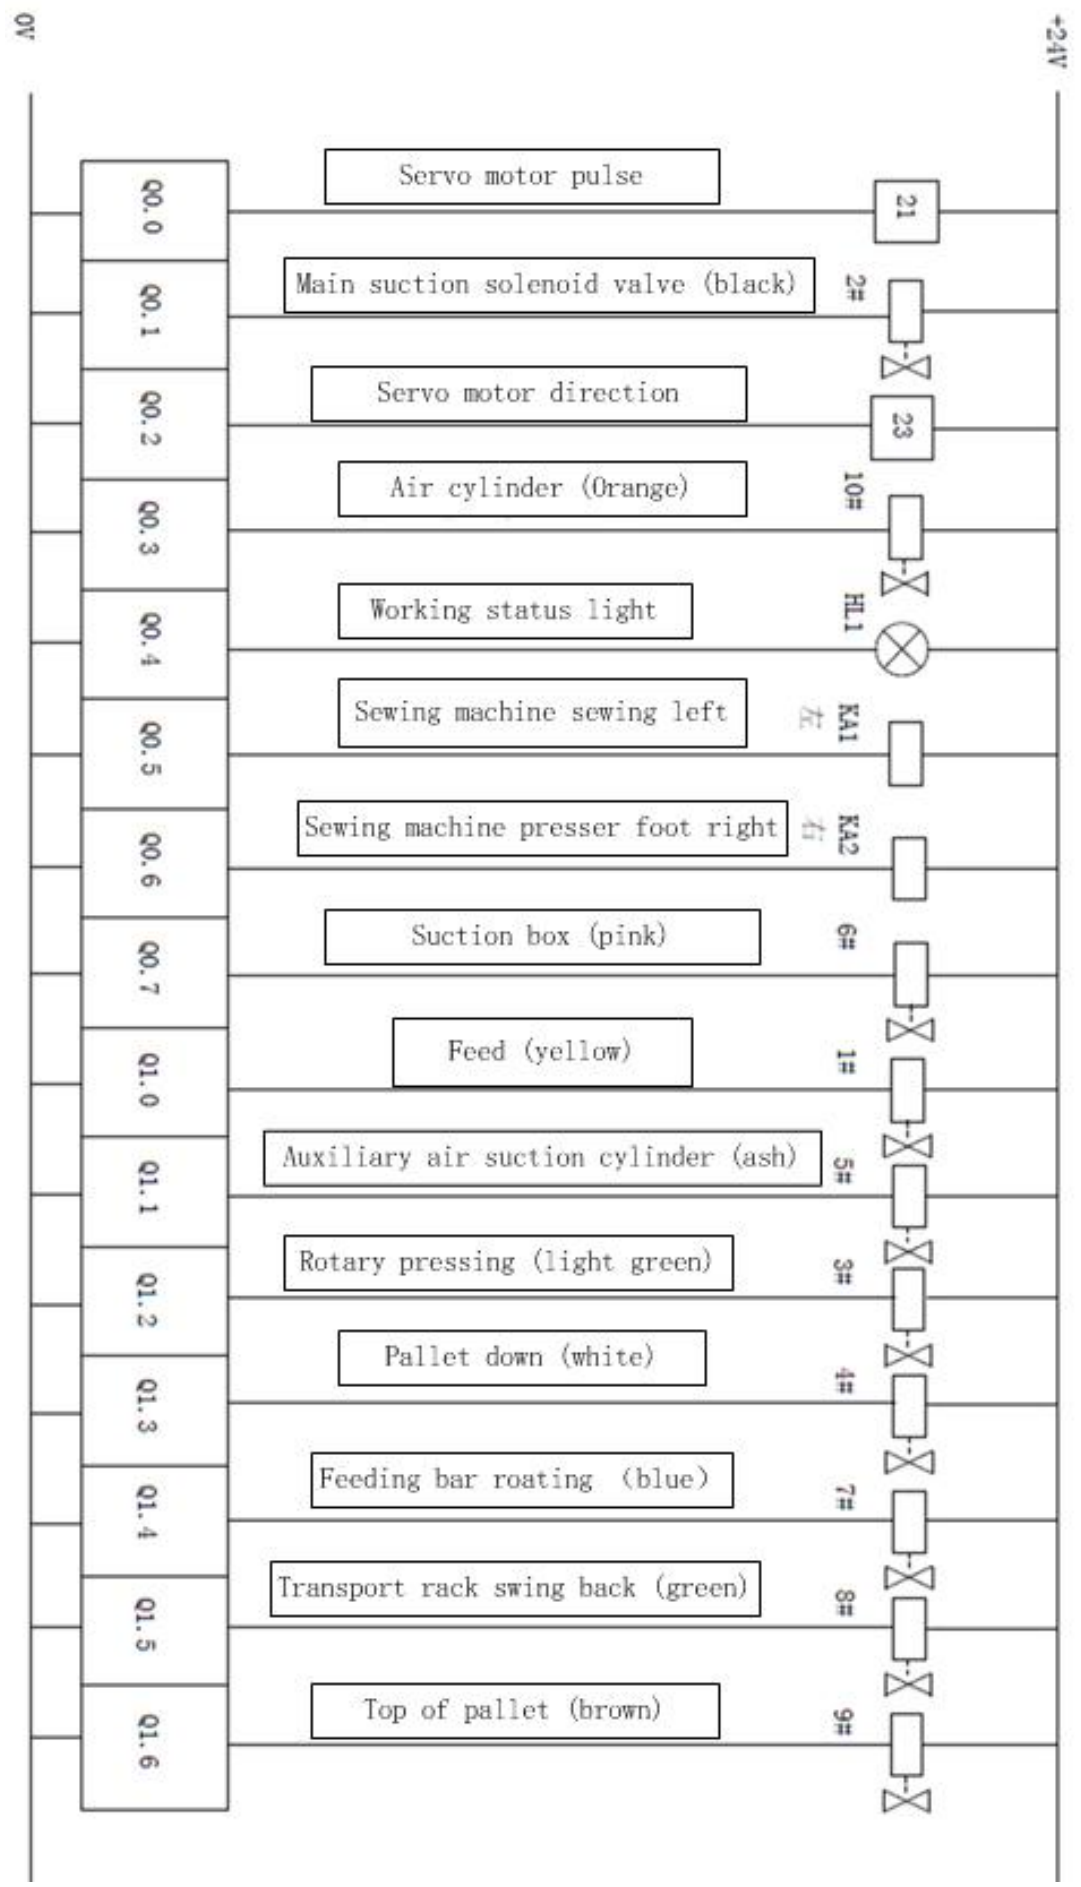 0V
+24V
Q0.0
Servo motor pulse
21
Q0.1
Main suction solenoid valve (black)
2#
Q0.2
Servo motor direction
23
Q0.3
Air cylinder (Orange)
10#
Q0.4
Working status light
HL1
Q0.5
Sewing machine sewing left
左
KA1
Q0.6
Sewing machine presser foot right
右
KA2
Q0.7
Suction box (pink)
6#
Q1.0
Feed (yellow)
1#
Q1.1
Auxiliary air suction cylinder (ash)
5#
Q1.2
Rotary pressing (light green)
3#
Q1.3
Pallet down (white)
4#
Q1.4
Feeding bar roating （blue）
7#
Q1.5
Transport rack swing back (green)
8#
Q1.6
Top of pallet (brown)
9#